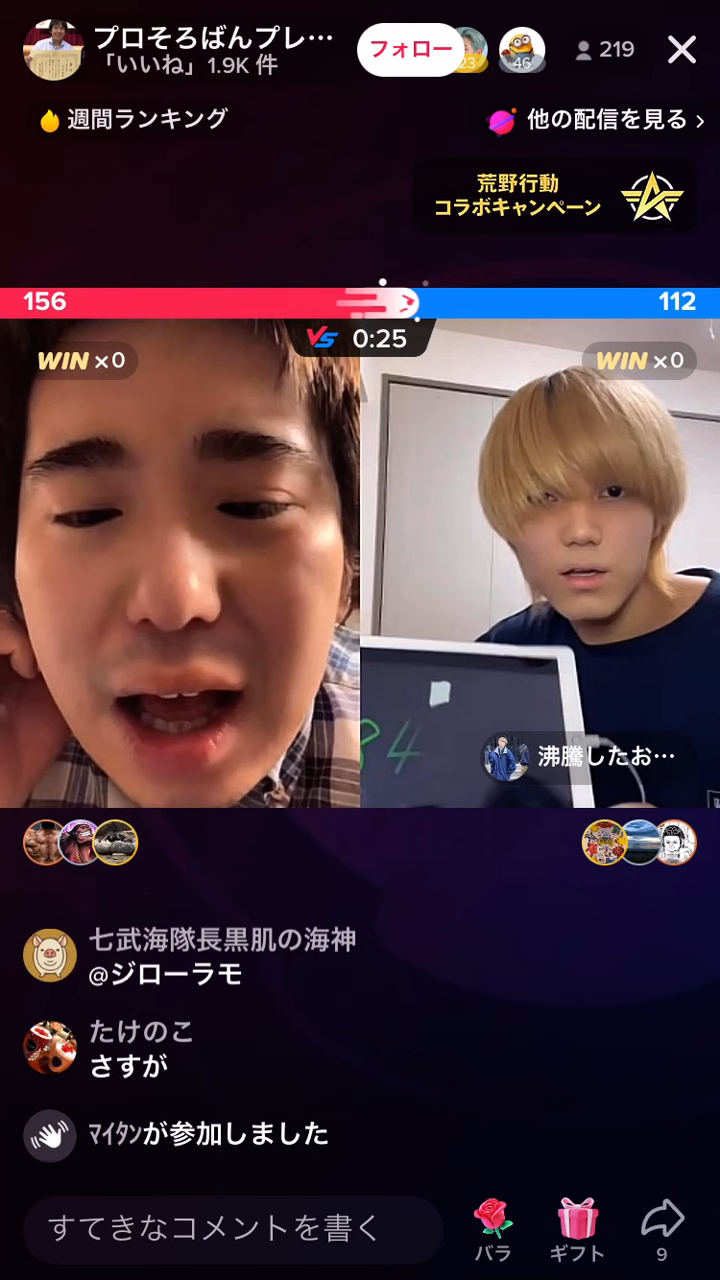 プロそろばんプレ…
「いいね」1.9K 件
フォロー
23
46
219
週間ランキング
他の配信を見る
荒野行動
コラボキャンペーン
156
112
VS 0:25
WIN ×0
WIN ×0
84
沸騰したお…
七武海隊長黒肌の海神
@ジローラモ
たけのこ
さすが
ﾏｲﾀﾝが参加しました
すてきなコメントを書く
バラ
ギフト
9